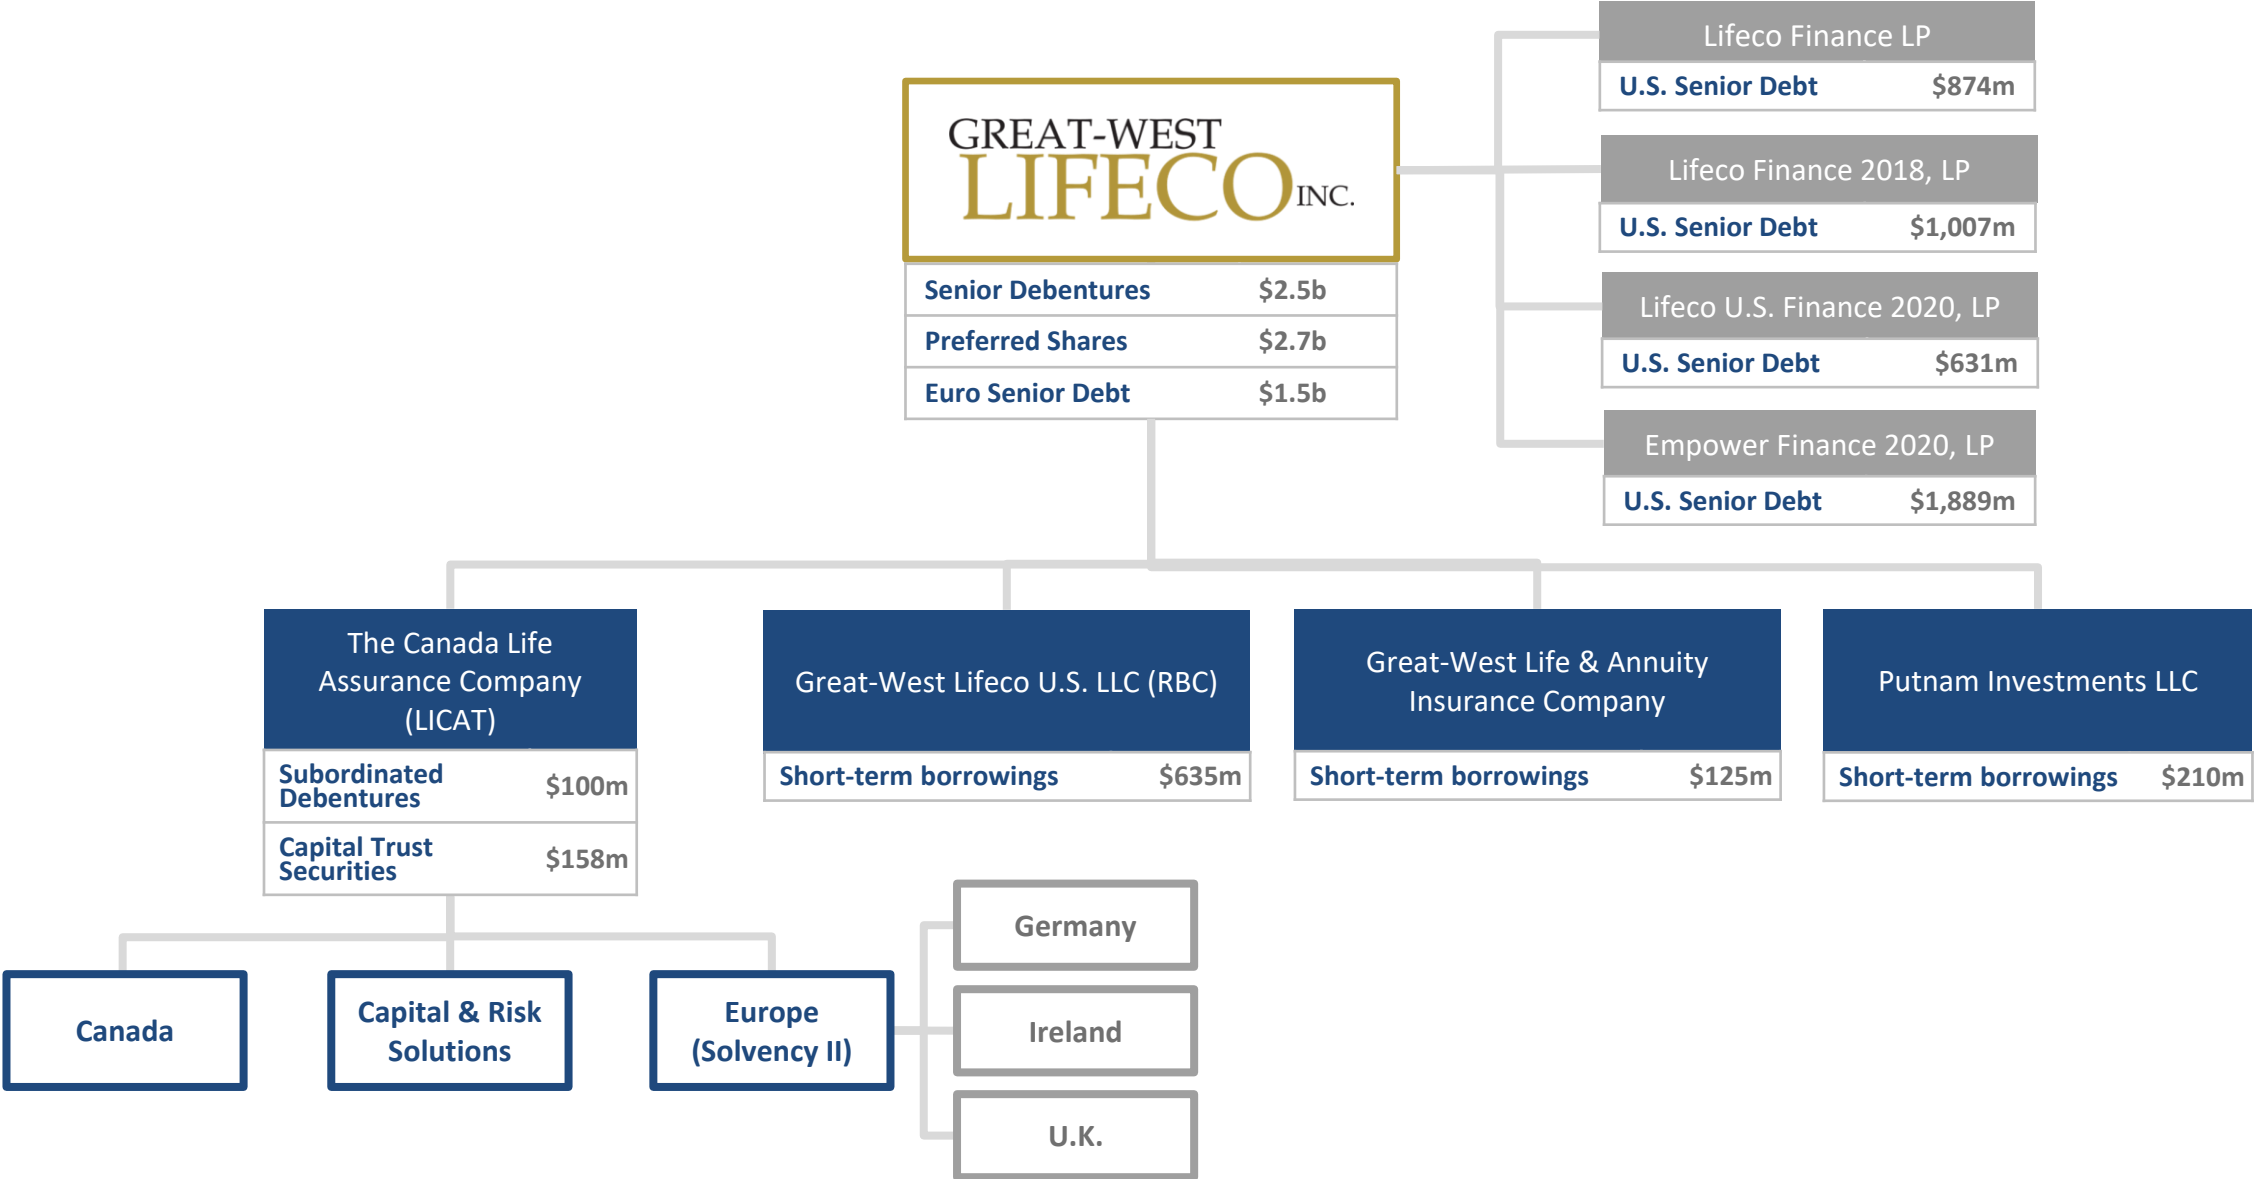 GREAT-WEST
LIFECO INC.
Senior Debentures $2.5b
Preferred Shares $2.7b
Euro Senior Debt $1.5b
Lifeco Finance LP
U.S. Senior Debt $874m
Lifeco Finance 2018, LP
U.S. Senior Debt $1,007m
Lifeco U.S. Finance 2020, LP
U.S. Senior Debt $631m
Empower Finance 2020, LP
U.S. Senior Debt $1,889m
The Canada Life
Assurance Company
(LICAT)
Subordinated
Debentures $100m
Capital Trust
Securities $158m
Great-West Lifeco U.S. LLC (RBC)
Short-term borrowings $635m
Great-West Life & Annuity
Insurance Company
Short-term borrowings $125m
Putnam Investments LLC
Short-term borrowings $210m
Canada
Capital & Risk
Solutions
Europe
(Solvency II)
Germany
Ireland
U.K.